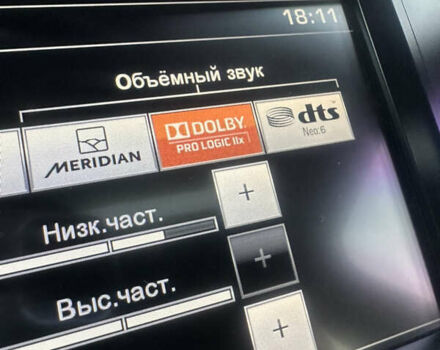 18:11
Объёмный звук
MERIDIAN
DOLBY
PRO LOGIC IIx
dts
Neo:6
Низк.част.
+
+
Выс.част.
+